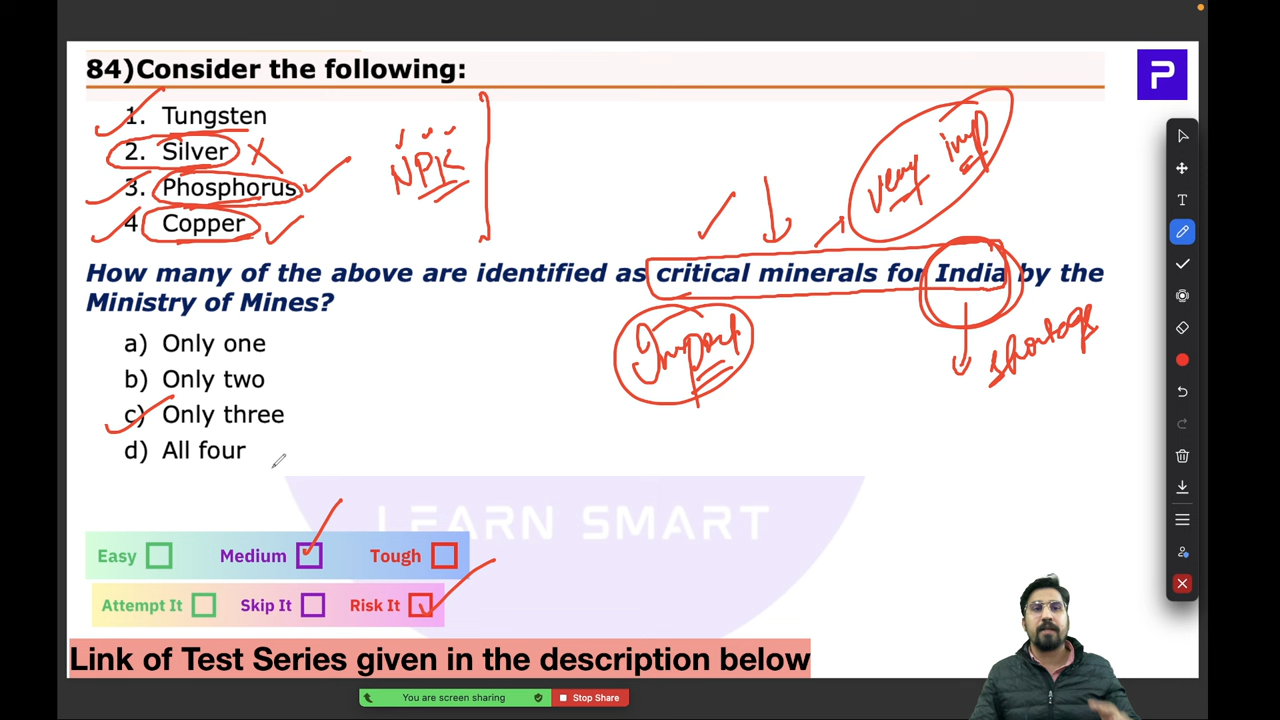 84)Consider the following:
1. Tungsten
2. Silver
3. Phosphorus
4 Copper
NPK
very imp
How many of the above are identified as critical minerals for India by the
Ministry of Mines?
Import
shortage
a) Only one
b) Only two
c) Only three
d) All four
LEARN SMART
Easy Medium Tough
Attempt It Skip It Risk It
Link of Test Series given in the description below
You are screen sharing Stop Share